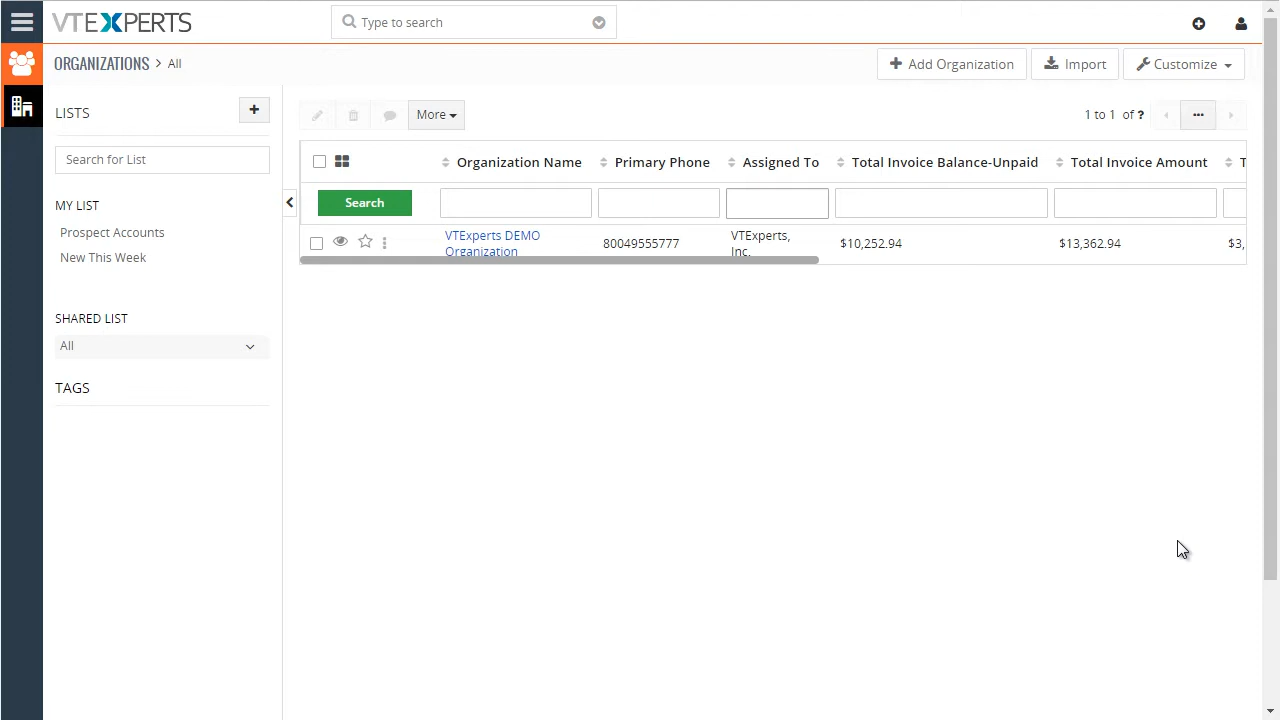 VTEXPERTS
Type to search
ORGANIZATIONS > All
Add Organization
Import
Customize
LISTS
+
Search for List
MY LIST
Prospect Accounts
New This Week
SHARED LIST
All
TAGS
More
1 to 1 of ?
...
Organization Name
Primary Phone
Assigned To
Total Invoice Balance-Unpaid
Total Invoice Amount
T
Search
VTExperts DEMO
Organization
80049555777
VTExperts,
Inc.
$10,252.94
$13,362.94
$3,